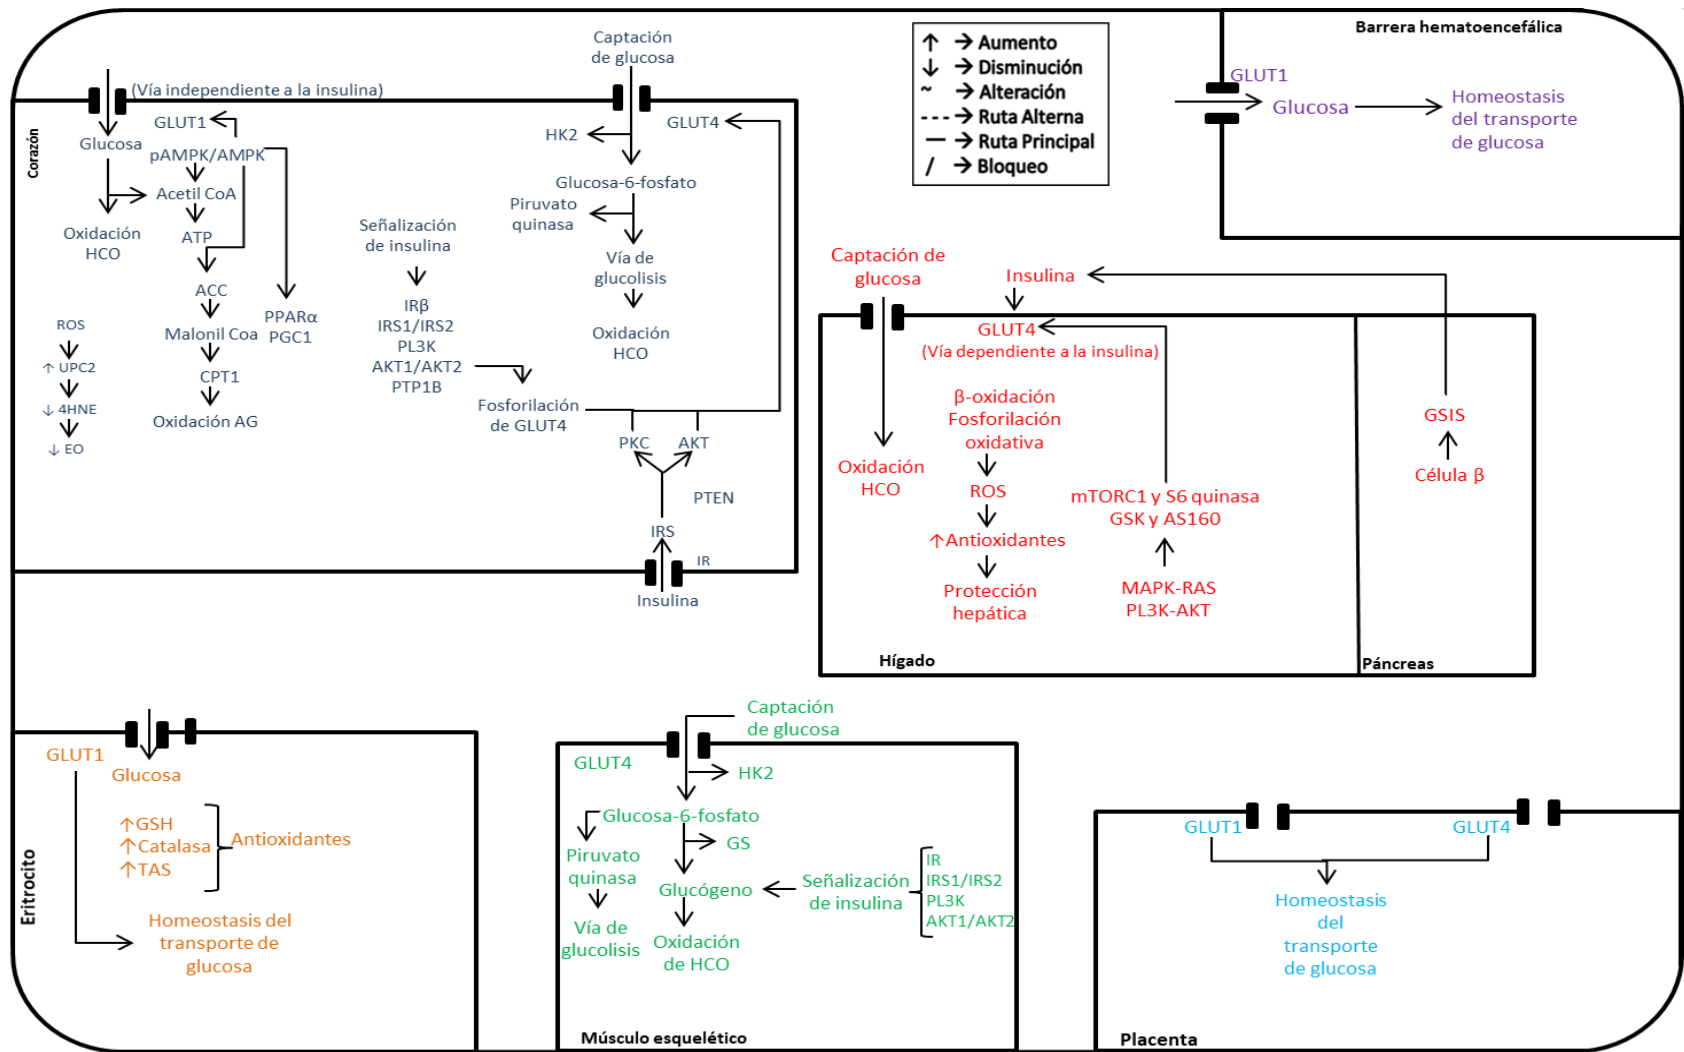 Captación
de glucosa
(Vía independiente a la insulina)
GLUT1
Glucosa
pAMPK/AMPK
Acetil CoA
Oxidación
HCO
ATP
ACC
Malonil Coa
CPT1
Oxidación AG
PPARα
PGC1
ROS
↑ UPC2
↓ 4HNE
↓ EO
Corazón
HK2
GLUT4
Glucosa-6-fosfato
Piruvato
quinasa
Vía de
glucolisis
Oxidación
HCO
Señalización
de insulina
IRβ
IRS1/IRS2
PL3K
AKT1/AKT2
PTP1B
Fosforilación
de GLUT4
PKC
AKT
PTEN
IRS
IR
Insulina
↑ → Aumento
↓ → Disminución
~ → Alteración
--- → Ruta Alterna
— → Ruta Principal
/ → Bloqueo
Barrera hematoencefálica
GLUT1
Glucosa
Homeostasis
del transporte
de glucosa
Captación de
glucosa
Insulina
GLUT4
(Vía dependiente a la insulina)
Oxidación
HCO
β-oxidación
Fosforilación
oxidativa
ROS
↑Antioxidantes
Protección
hepática
mTORC1 y S6 quinasa
GSK y AS160
MAPK-RAS
PL3K-AKT
Hígado
GSIS
Célula β
Páncreas
GLUT1
Glucosa
↑GSH
↑Catalasa
↑TAS
Antioxidantes
Homeostasis del
transporte de
glucosa
Eritrocito
Captación
de glucosa
GLUT4
HK2
Glucosa-6-fosfato
GS
Piruvato
quinasa
Glucógeno
Vía de
glucolisis
Oxidación
de HCO
Señalización
de insulina
IR
IRS1/IRS2
PL3K
AKT1/AKT2
Músculo esquelético
GLUT1
GLUT4
Homeostasis
del
transporte
de glucosa
Placenta